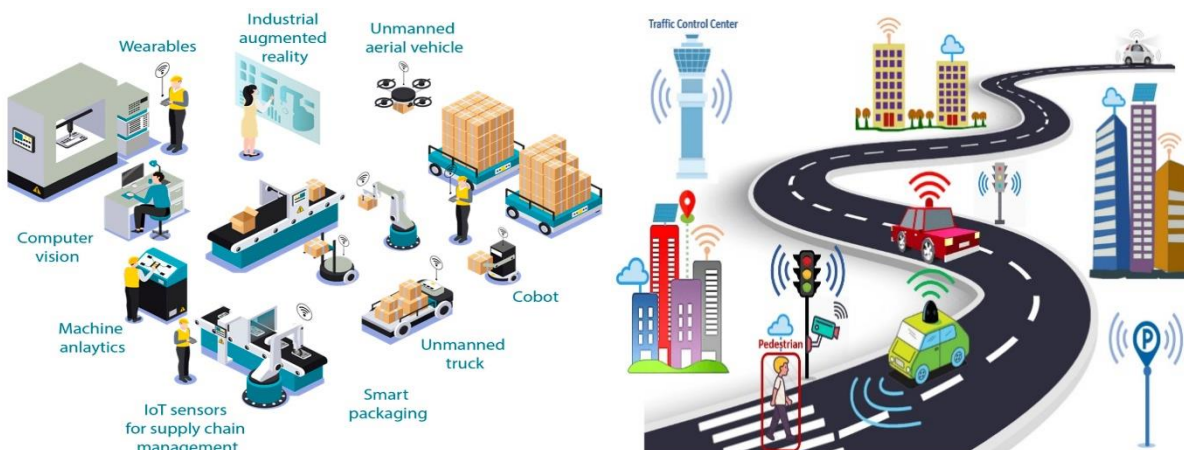 Wearables
Industrial
augmented
reality
Unmanned
aerial vehicle
Computer
vision
Cobot
Machine
anlaytics
Unmanned
truck
Smart
packaging
IoT sensors
for supply chain
management
Traffic Control Center
Pedrestrian
P